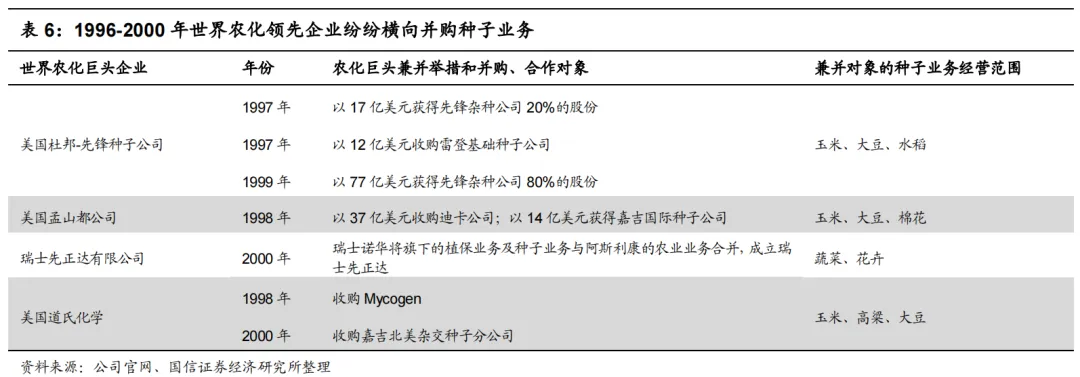 表 6：1996-2000 年世界农化领先企业纷纷横向并购种子业务
世界农化巨头企业 年份 农化巨头兼并举措和并购、合作对象 兼并对象的种子业务经营范围
1997 年 以 17 亿美元获得先锋杂种公司 20%的股份
美国杜邦-先锋种子公司 1997 年 以 12 亿美元收购雷登基础种子公司 玉米、大豆、水稻
1999 年 以 77 亿美元获得先锋杂种公司 80%的股份
美国孟山都公司 1998 年 以 37 亿美元收购迪卡公司；以 14 亿美元获得嘉吉国际种子公司 玉米、大豆、棉花
瑞士先正达有限公司 2000 年 瑞士诺华将旗下的植保业务及种子业务与阿斯利康的农业业务合并，成立瑞
士先正达 蔬菜、花卉
1998 年 收购 Mycogen
美国道氏化学 玉米、高粱、大豆
2000 年 收购嘉吉北美杂交种子分公司
资料来源：公司官网、国信证券经济研究所整理